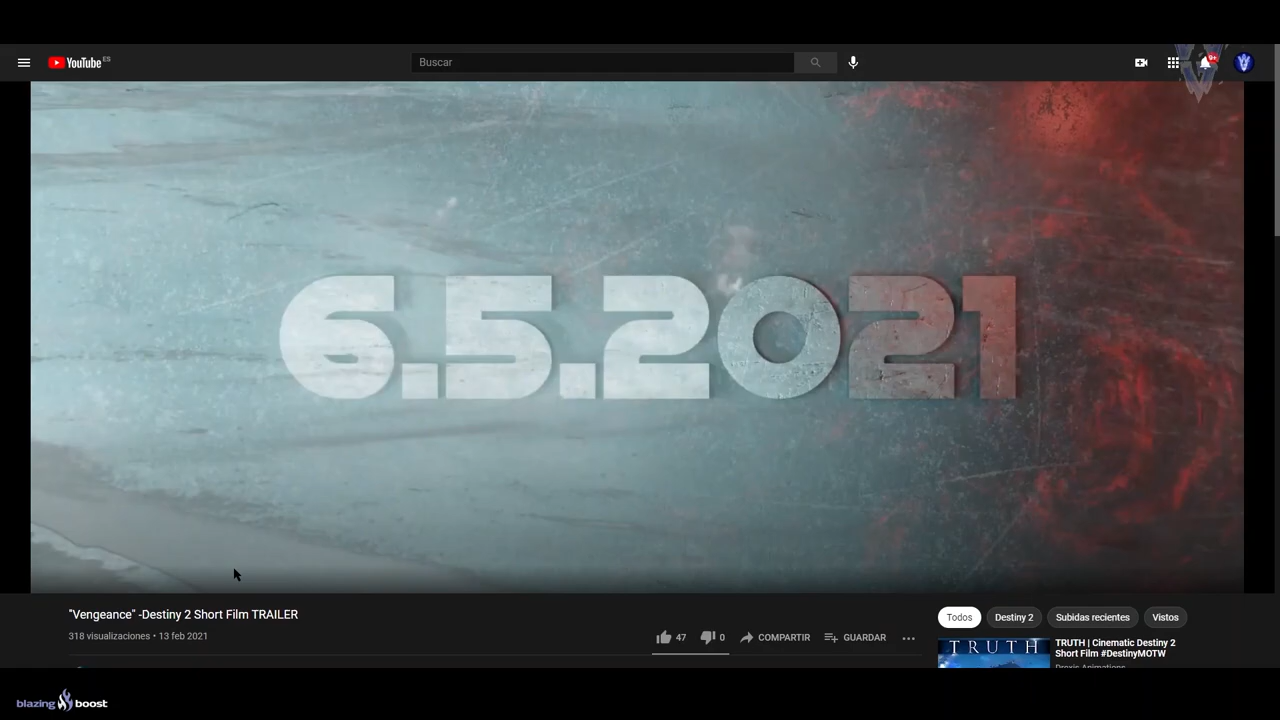 YouTube ES
Buscar
9+
6.5.2021
"Vengeance" -Destiny 2 Short Film TRAILER
318 visualizaciones • 13 feb 2021
47
0
COMPARTIR
GUARDAR
Todos
Destiny 2
Subidas recientes
Vistos
TRUTH
TRUTH | Cinematic Destiny 2
Short Film #DestinyMOTW
blazing boost